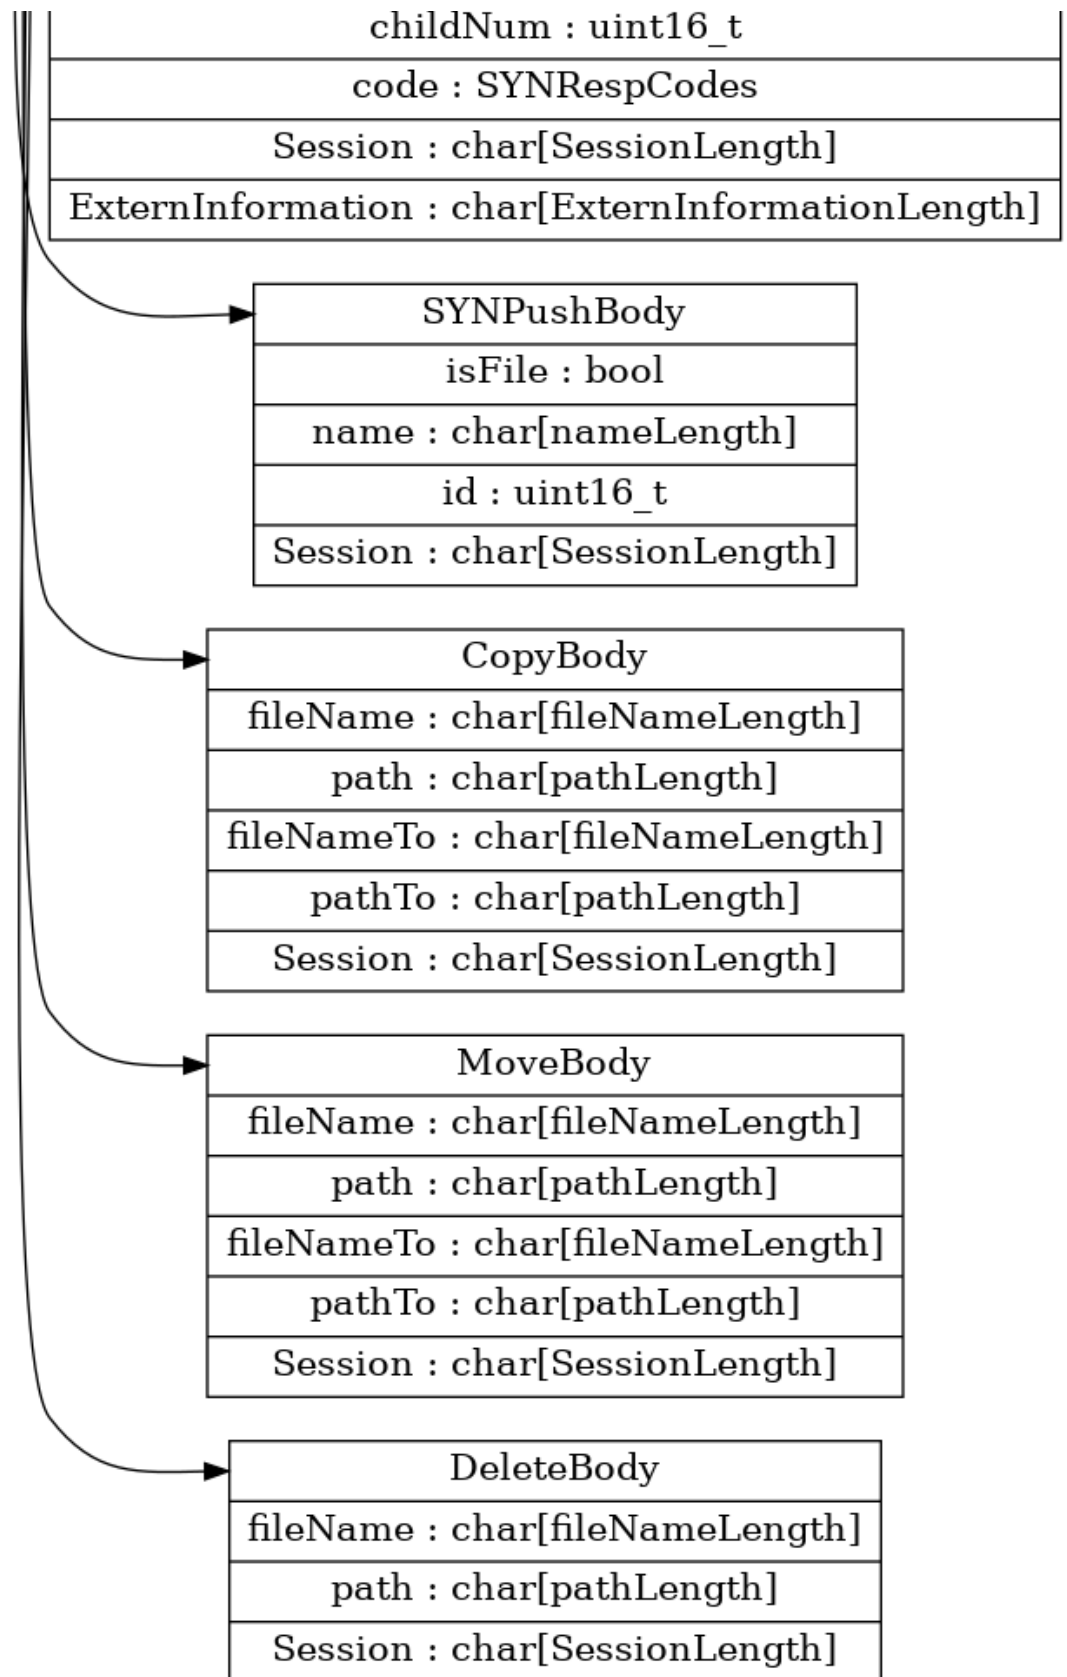 childNum : uint16_t
code : SYNRespCodes
Session : char[SessionLength]
ExternInformation : char[ExternInformationLength]
SYNPushBody
isFile : bool
name : char[nameLength]
id : uint16_t
Session : char[SessionLength]
CopyBody
fileName : char[fileNameLength]
path : char[pathLength]
fileNameTo : char[fileNameLength]
pathTo : char[pathLength]
Session : char[SessionLength]
MoveBody
fileName : char[fileNameLength]
path : char[pathLength]
fileNameTo : char[fileNameLength]
pathTo : char[pathLength]
Session : char[SessionLength]
DeleteBody
fileName : char[fileNameLength]
path : char[pathLength]
Session : char[SessionLength]